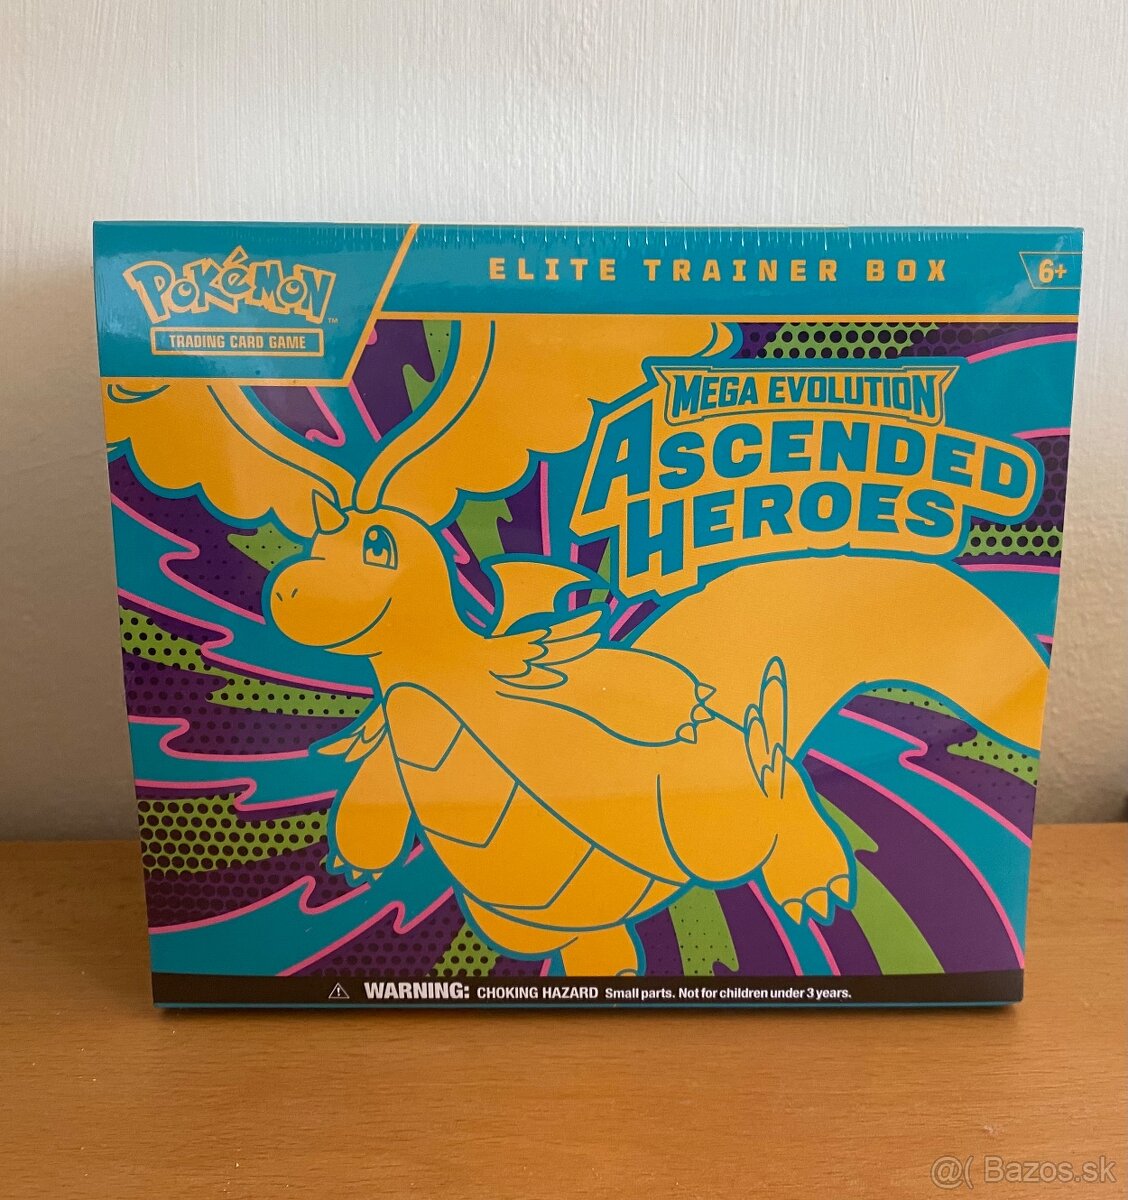 POKÉMON™
TRADING CARD GAME
ELITE TRAINER BOX
6+
MEGA EVOLUTION
ASCENDED
HEROES
WARNING: CHOKING HAZARD Small parts. Not for children under 3 years.
@( Bazos.sk